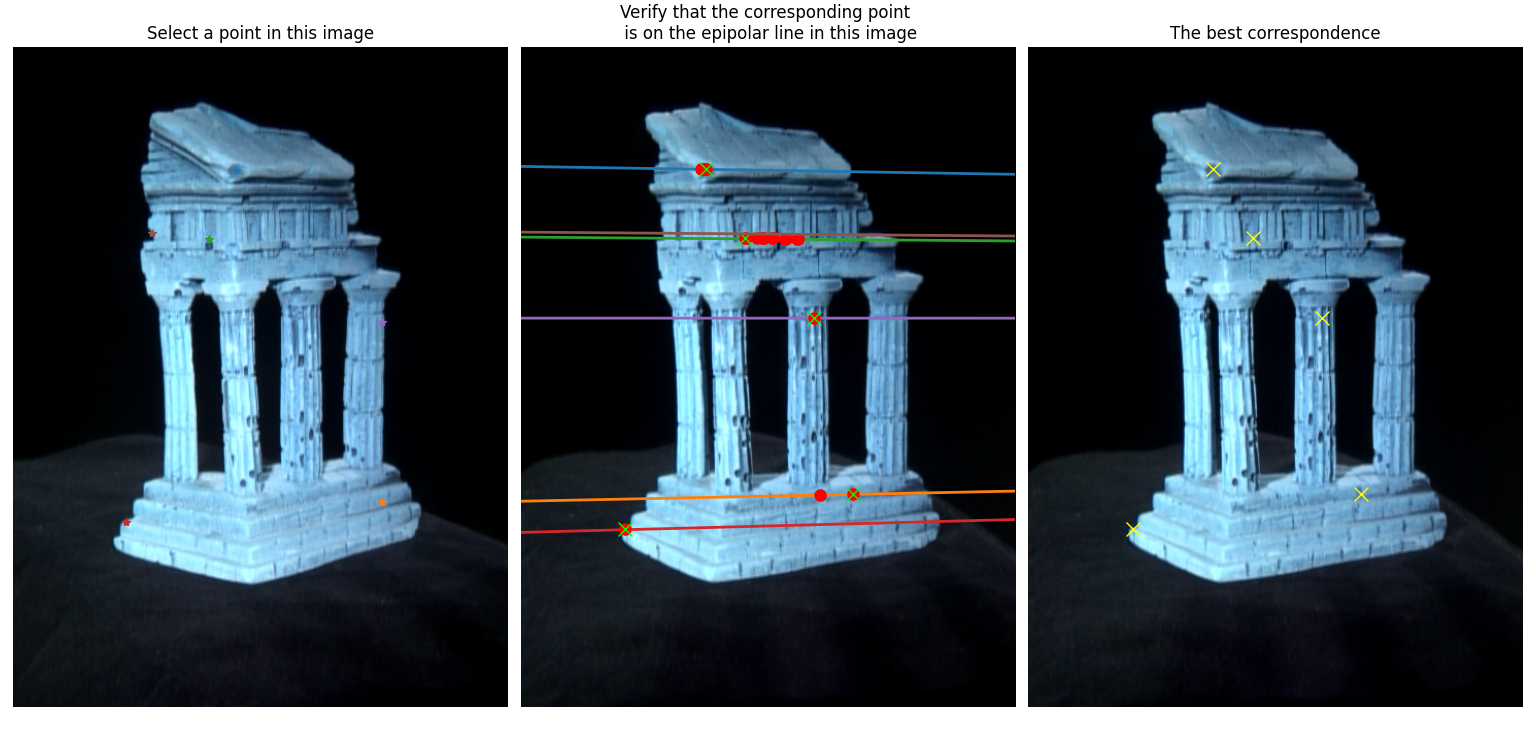 Select a point in this image
Verify that the corresponding point
is on the epipolar line in this image
The best correspondence